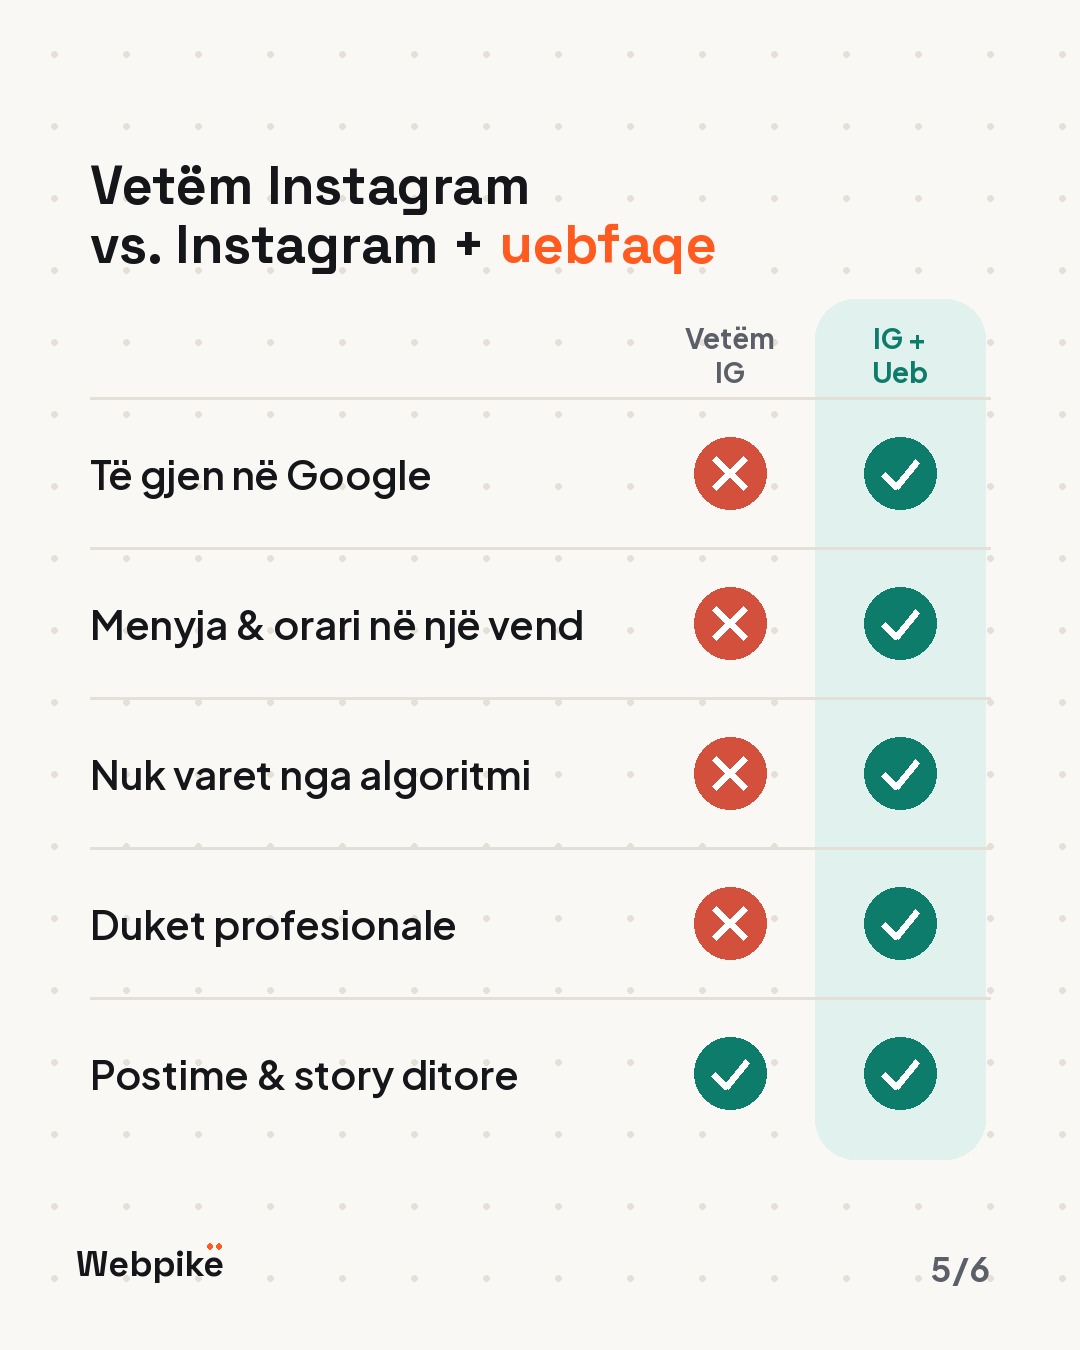 Vetëm Instagram
vs. Instagram + uebfaqe
Vetëm IG
IG + Ueb
Të gjen në Google
Menyja & orari në një vend
Nuk varet nga algoritmi
Duket profesionale
Postime & story ditore
Webpikë
5/6